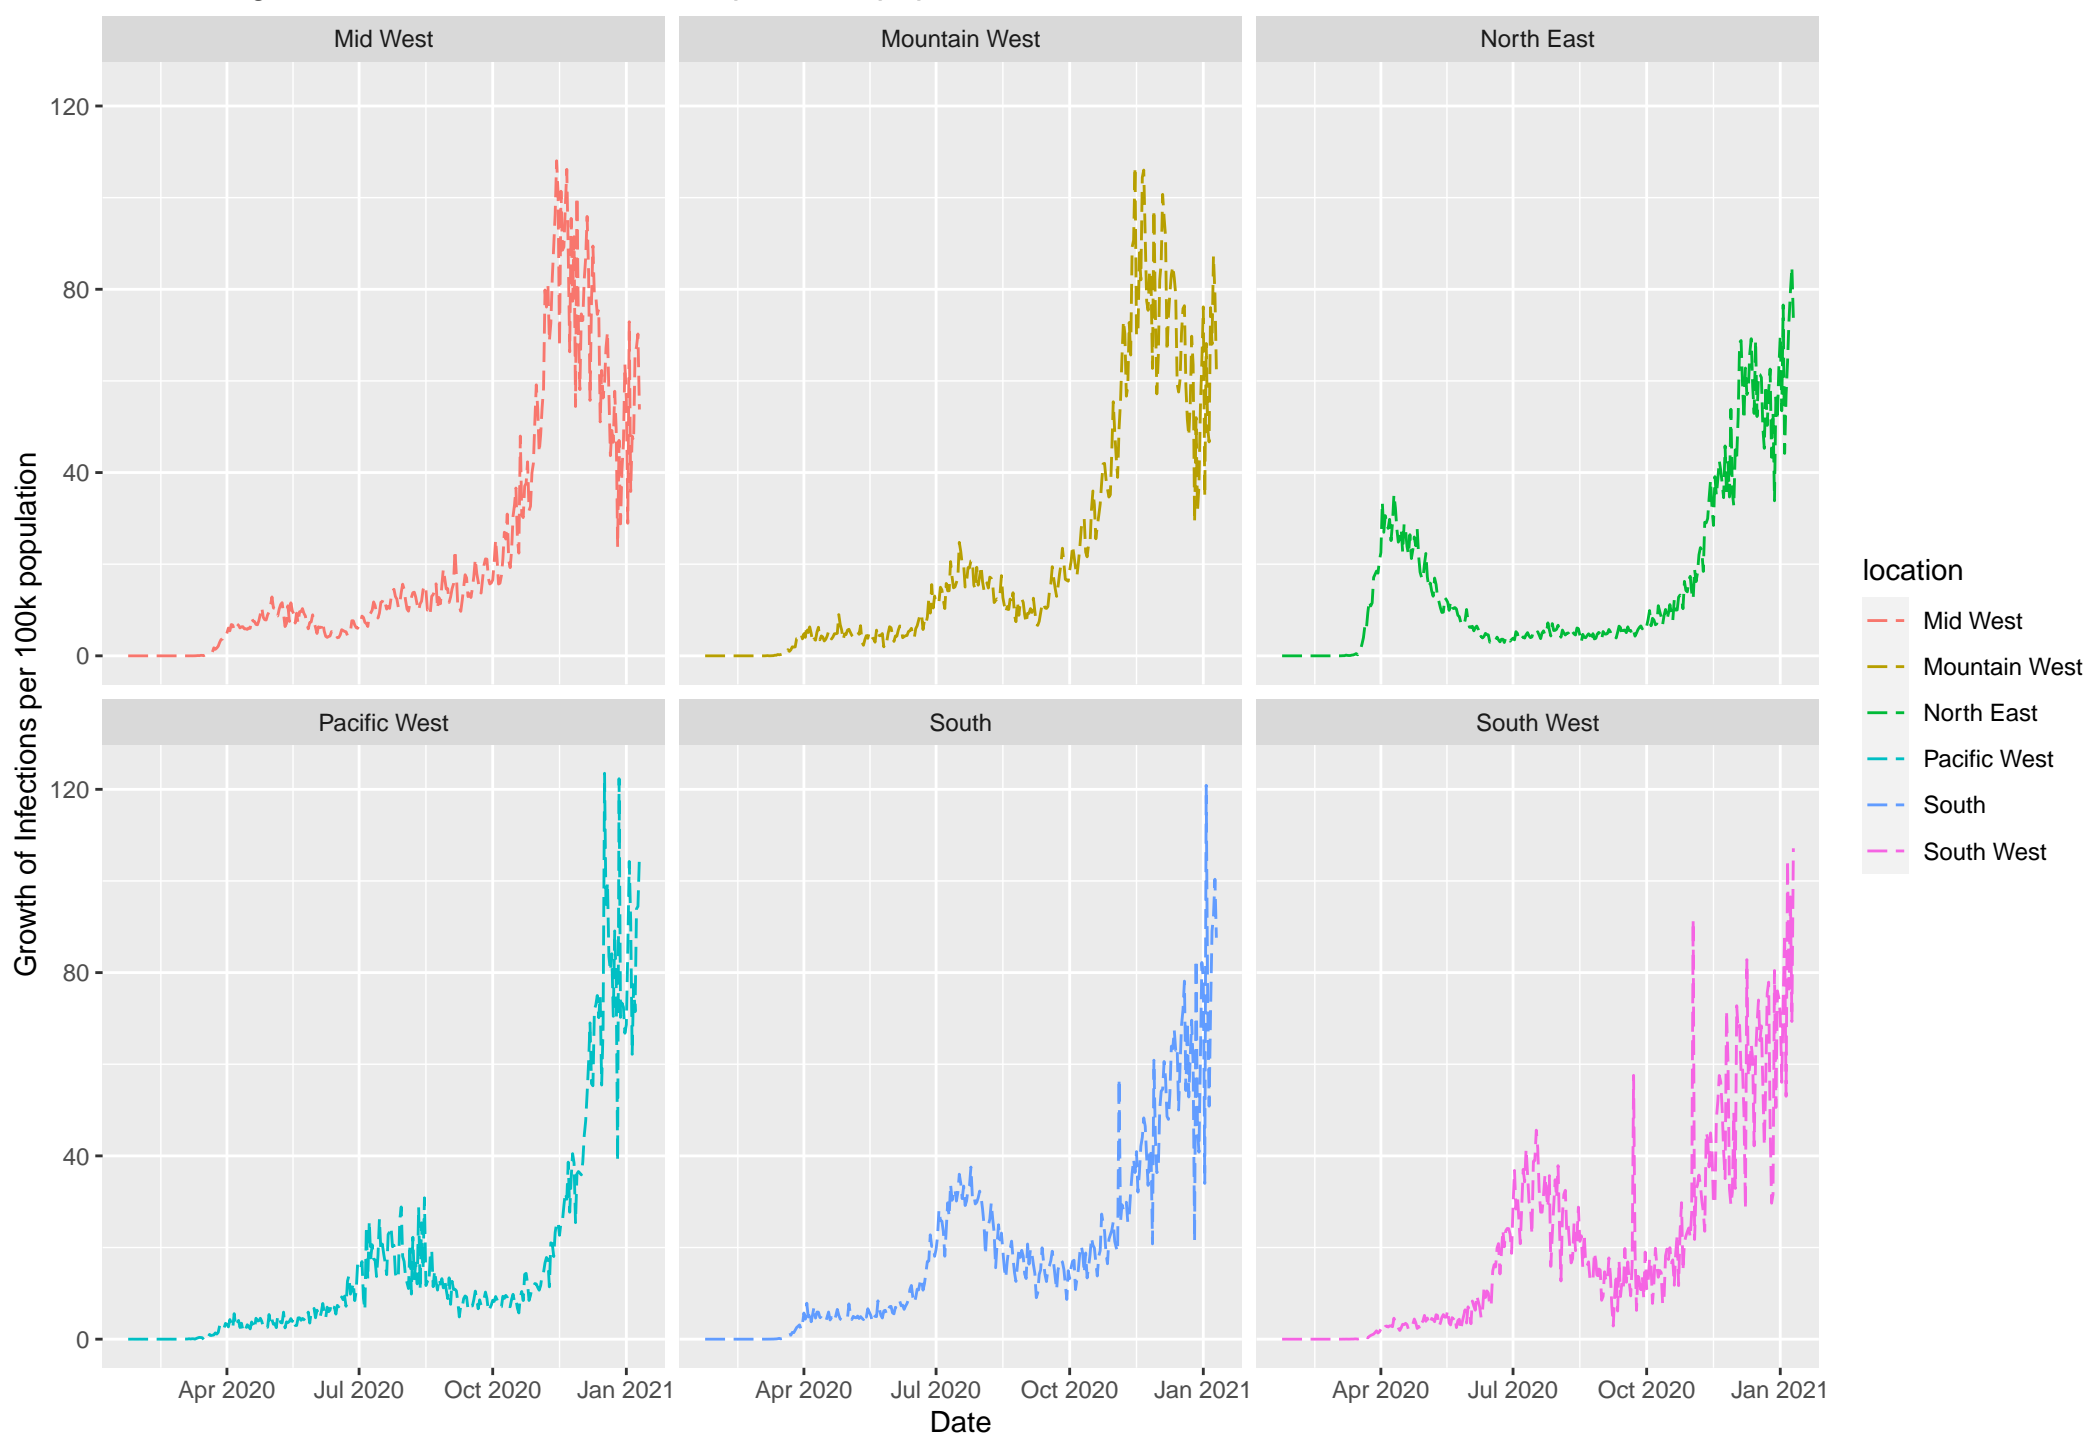 Mid West
Mountain West
North East
120
80
40
0
Pacific West
South
South West
120
80
40
0
Apr 2020
Jul 2020
Oct 2020
Jan 2021
Apr 2020
Jul 2020
Oct 2020
Jan 2021
Apr 2020
Jul 2020
Oct 2020
Jan 2021
Date
Growth of Infections per 100k population
location
Mid West
Mountain West
North East
Pacific West
South
South West